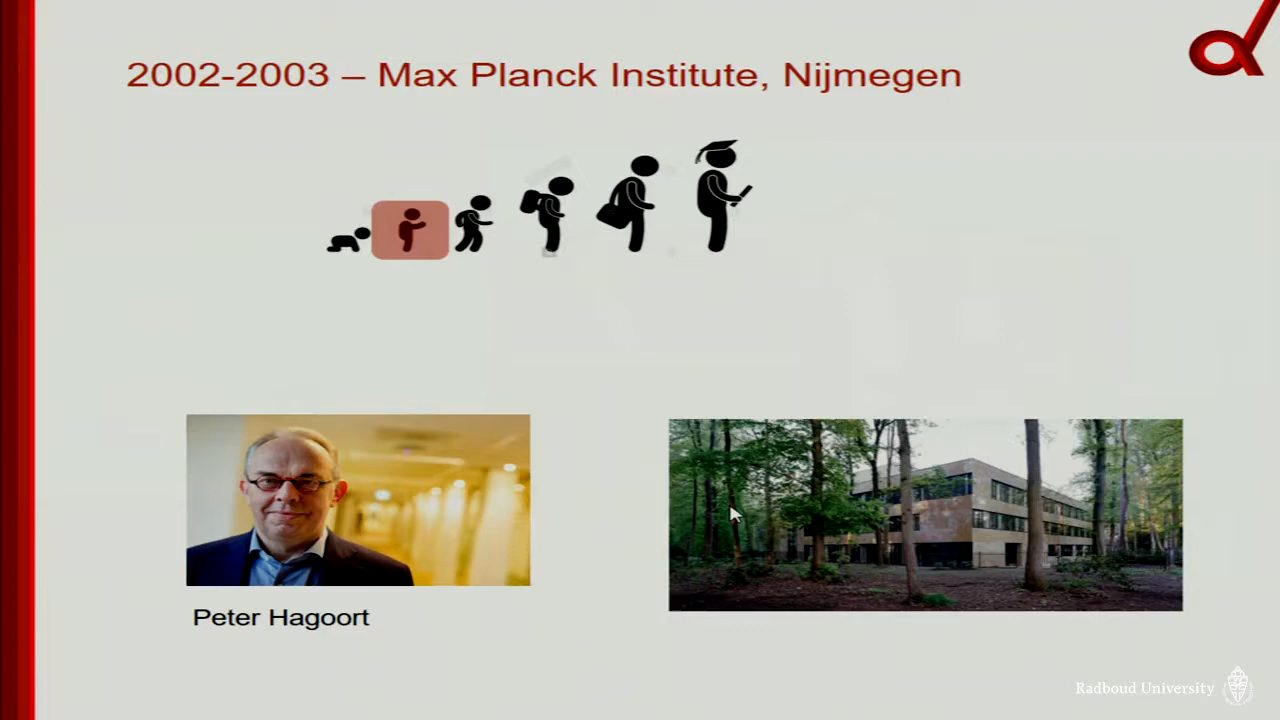 2002-2003 – Max Planck Institute, Nijmegen
Peter Hagoort
Radboud University